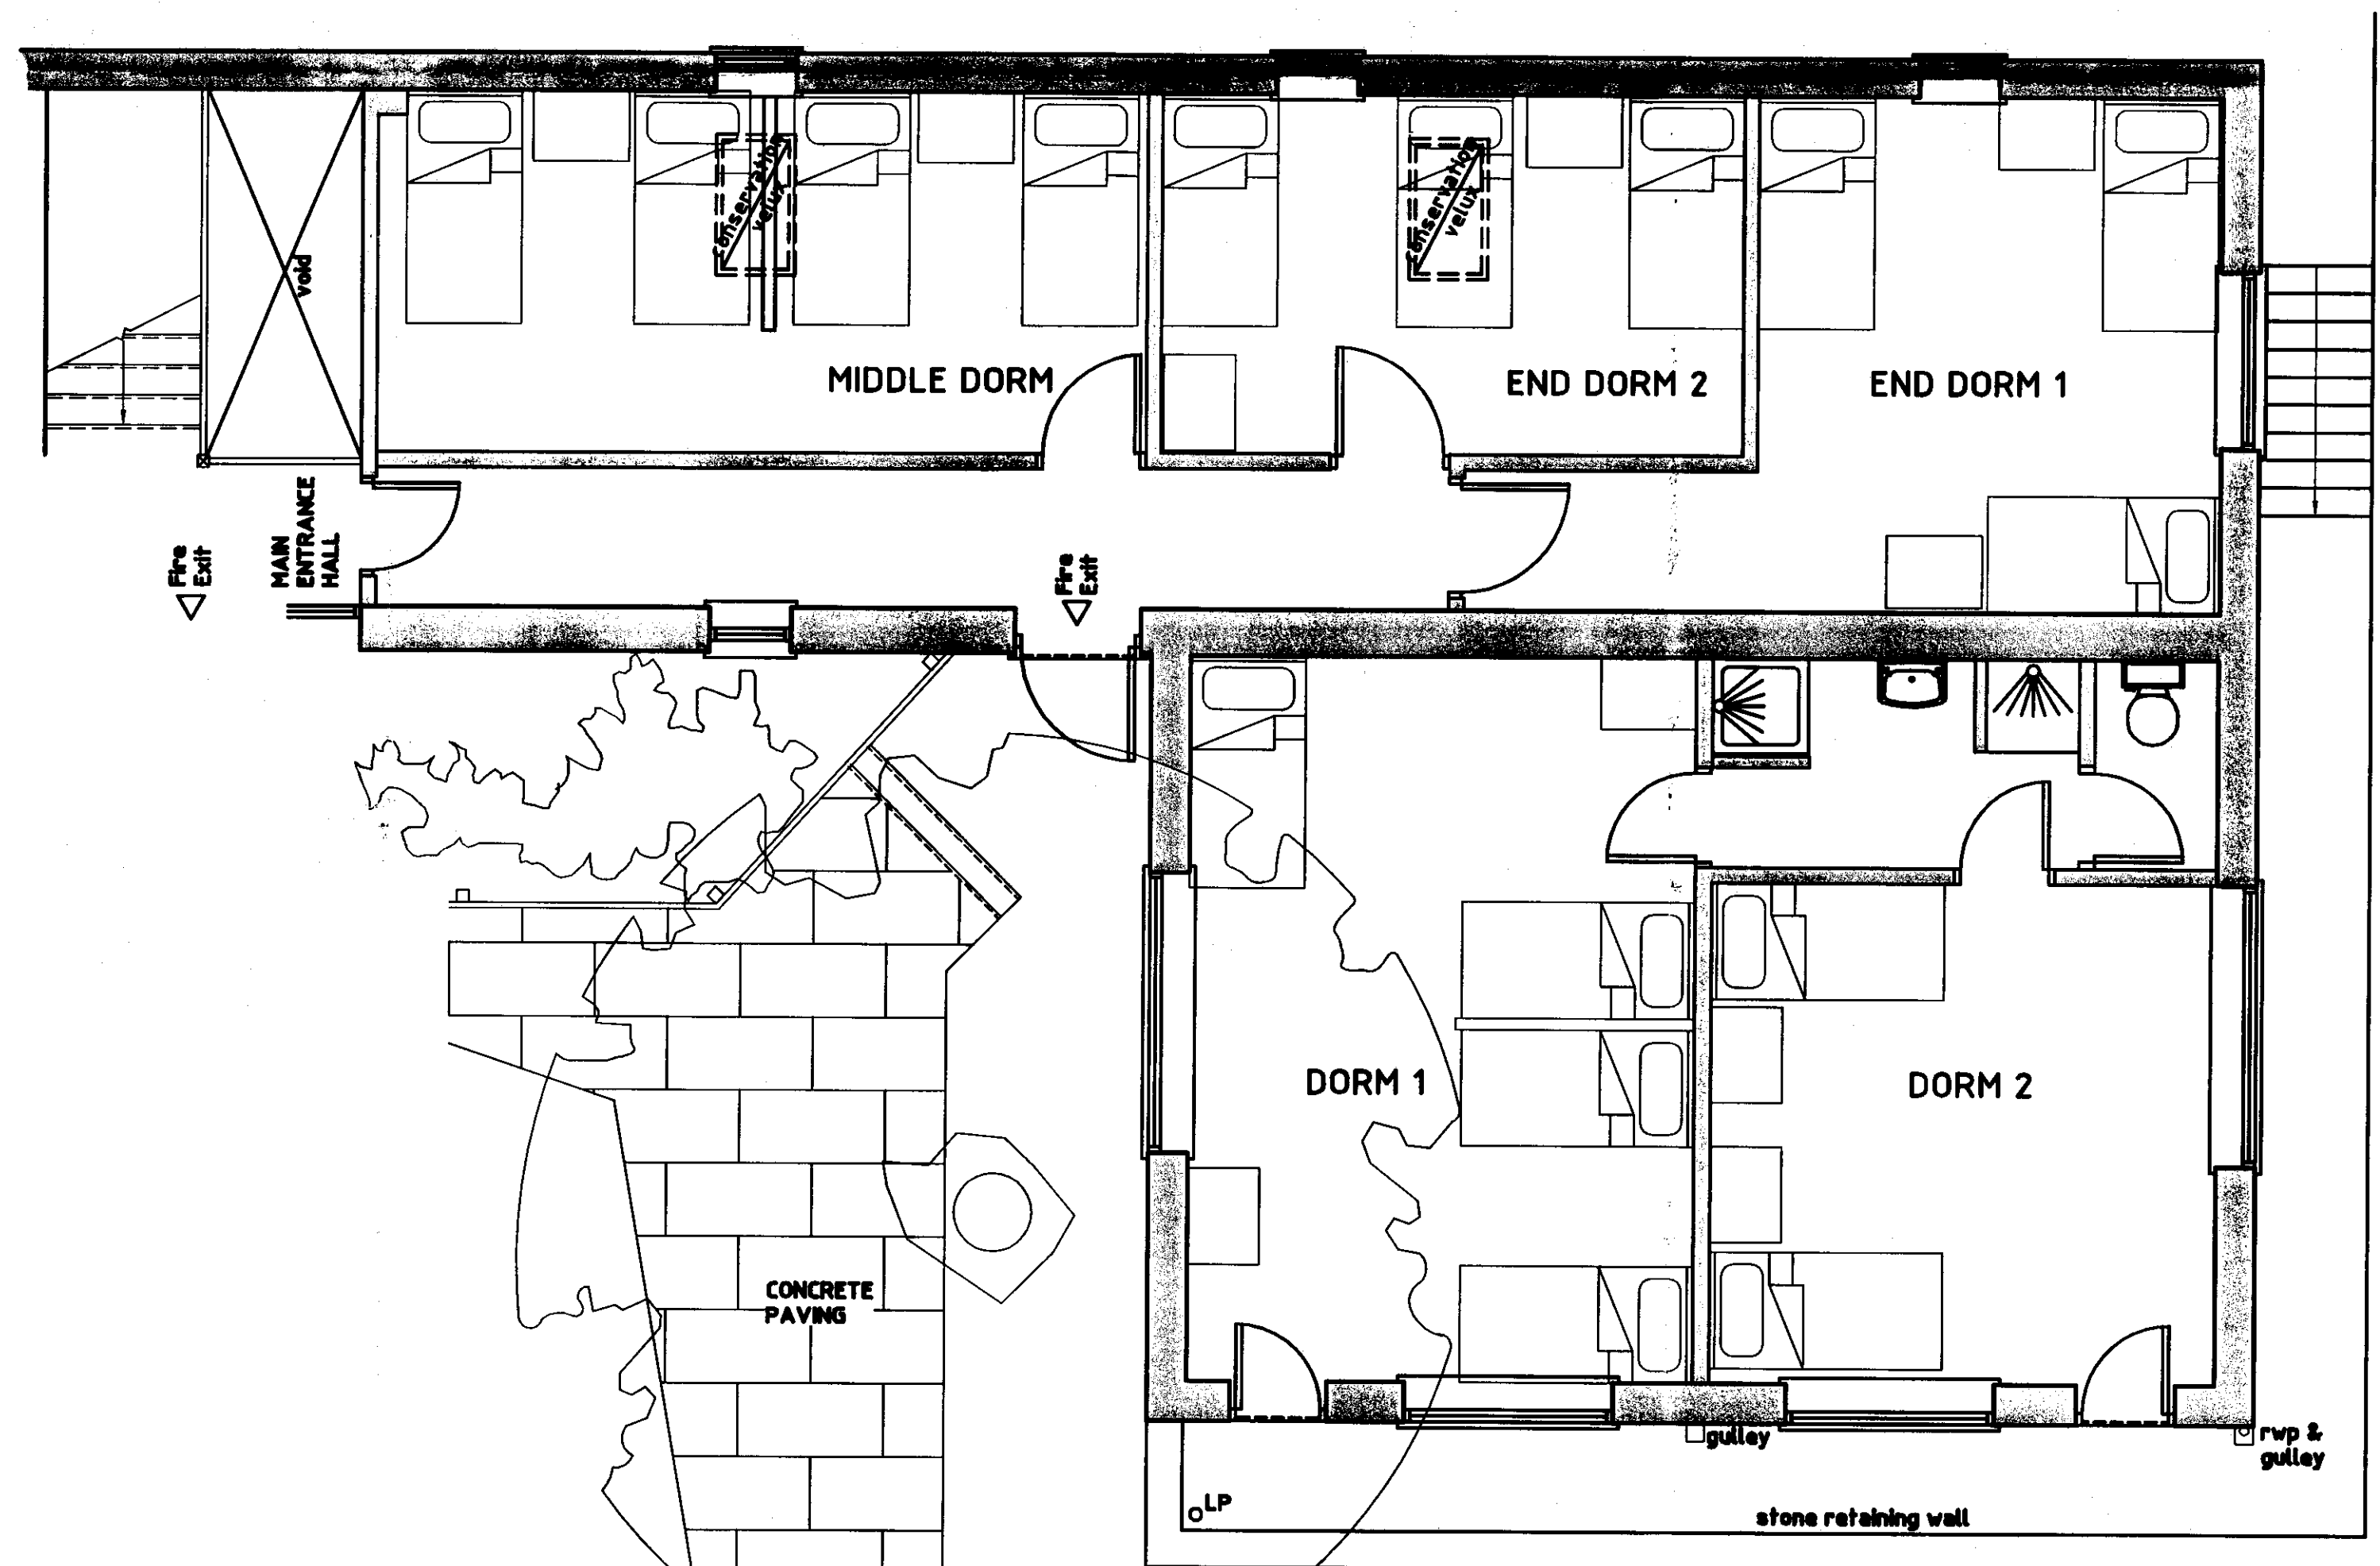 Conservation
velux
Conservation
velux
void
MIDDLE DORM
END DORM 2
END DORM 1
MAIN
ENTRANCE
HALL
Fire
Exit
Fire
Exit
DORM 1
DORM 2
CONCRETE
PAVING
gulley
rwp &
gulley
LP
stone retaining wall